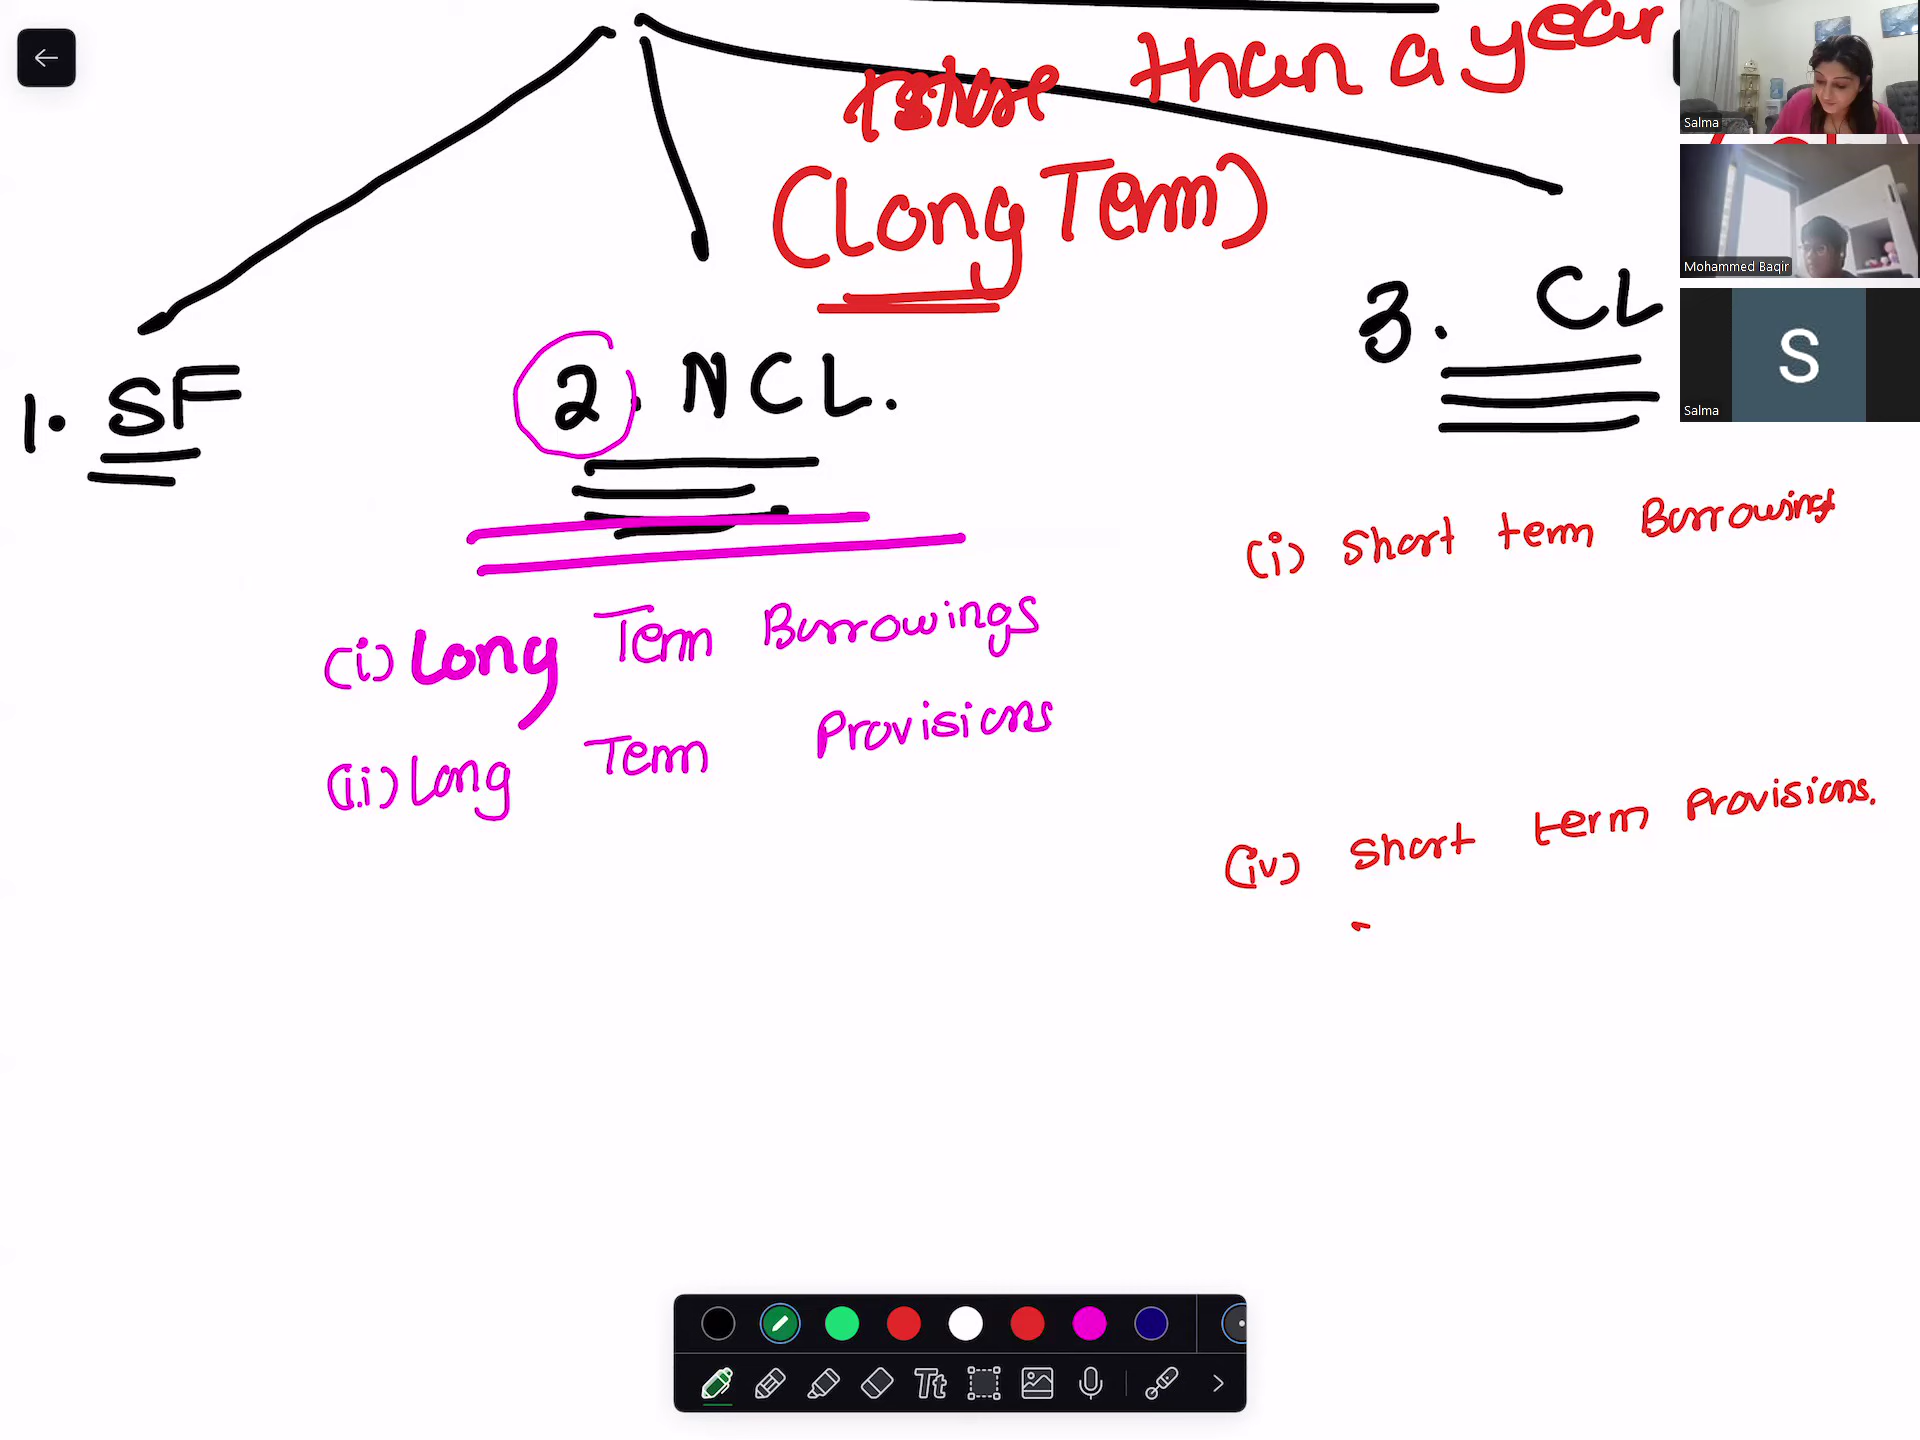 than a year
(Long Term)
Salma
Mohammed Baqir
S
Salma
1. SF
2. NCL.
3. CL
(i) Short term Borrowings
(i) Long Term Borrowings
(ii) Long Term Provisions
(iv) Short term Provisions.
Tt